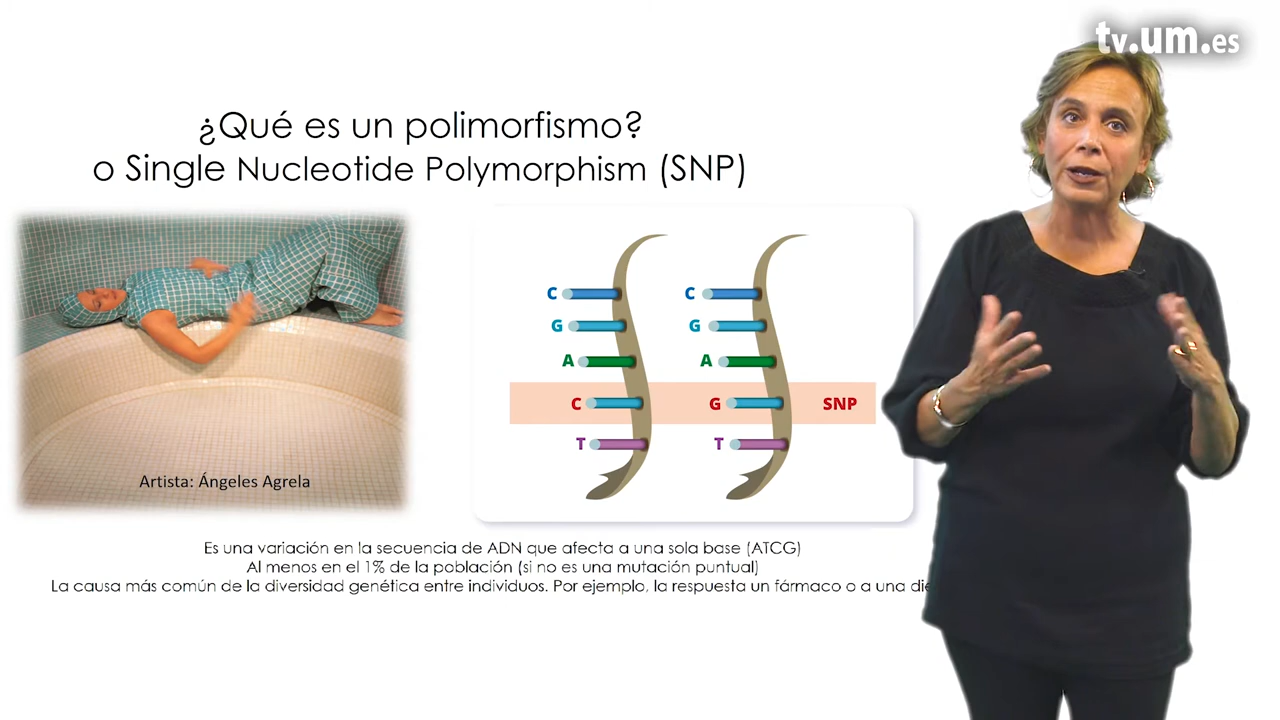 tv.um.es
¿Qué es un polimorfismo?
o Single Nucleotide Polymorphism (SNP)
Artista: Ángeles Agrela
C C
G G
A A
C G SNP
T T
Es una variación en la secuencia de ADN que afecta a una sola base (ATCG)
Al menos en el 1% de la población (si no es una mutación puntual)
La causa más común de la diversidad genética entre individuos. Por ejemplo, la respuesta un fármaco o a una